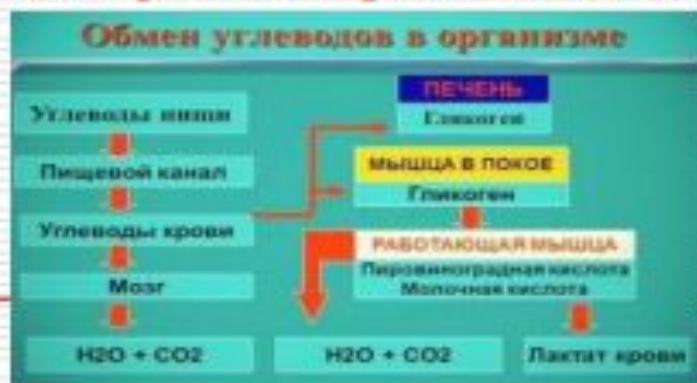 Обмен углеводов в организме
Углеводы пищи
Пищевой канал
Углеводы крови
Мозг
H2O + CO2
ПЕЧЕНЬ
Гликоген
МЫШЦА В ПОКОЕ
Гликоген
РАБОТАЮЩАЯ МЫШЦА
Пировиноградная кислота
Молочная кислота
H2O + CO2
Лактат крови